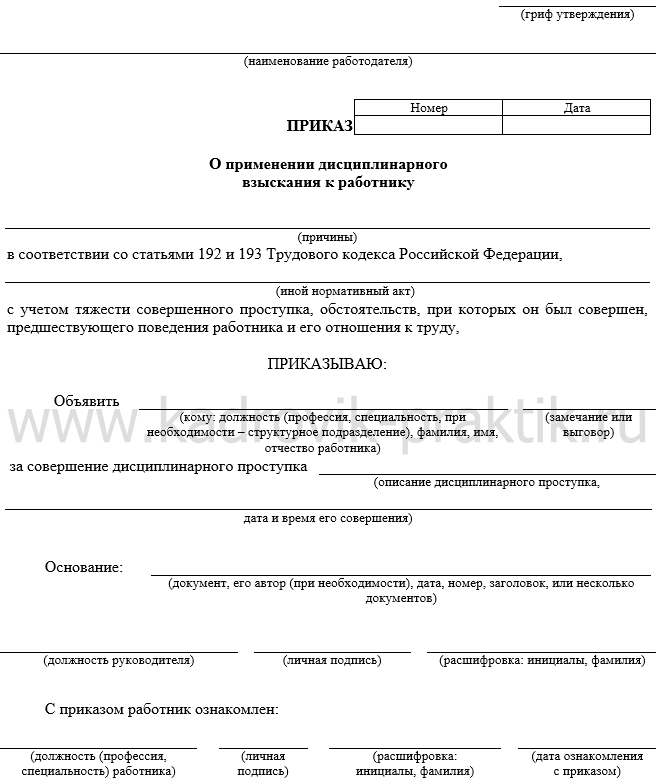 (гриф утверждения)
(наименование работодателя)
Номер Дата
ПРИКАЗ
О применении дисциплинарного
взыскания к работнику
(причины)
в соответствии со статьями 192 и 193 Трудового кодекса Российской Федерации,
(иной нормативный акт)
с учетом тяжести совершенного проступка, обстоятельств, при которых он был совершен,
предшествующего поведения работника и его отношения к труду,
ПРИКАЗЫВАЮ:
Объявить
www.kadrovik-praktik.ru
(кому: должность (профессия, специальность, при (замечание или
необходимости – структурное подразделение), фамилия, имя, выговор)
отчество работника)
за совершение дисциплинарного проступка
(описание дисциплинарного проступка,
дата и время его совершения)
Основание:
(документ, его автор (при необходимости), дата, номер, заголовок, или несколько
документов)
(должность руководителя) (личная подпись) (расшифровка: инициалы, фамилия)
С приказом работник ознакомлен:
(должность (профессия, (личная (расшифровка: (дата ознакомления
специальность) работника) подпись) инициалы, фамилия) с приказом)